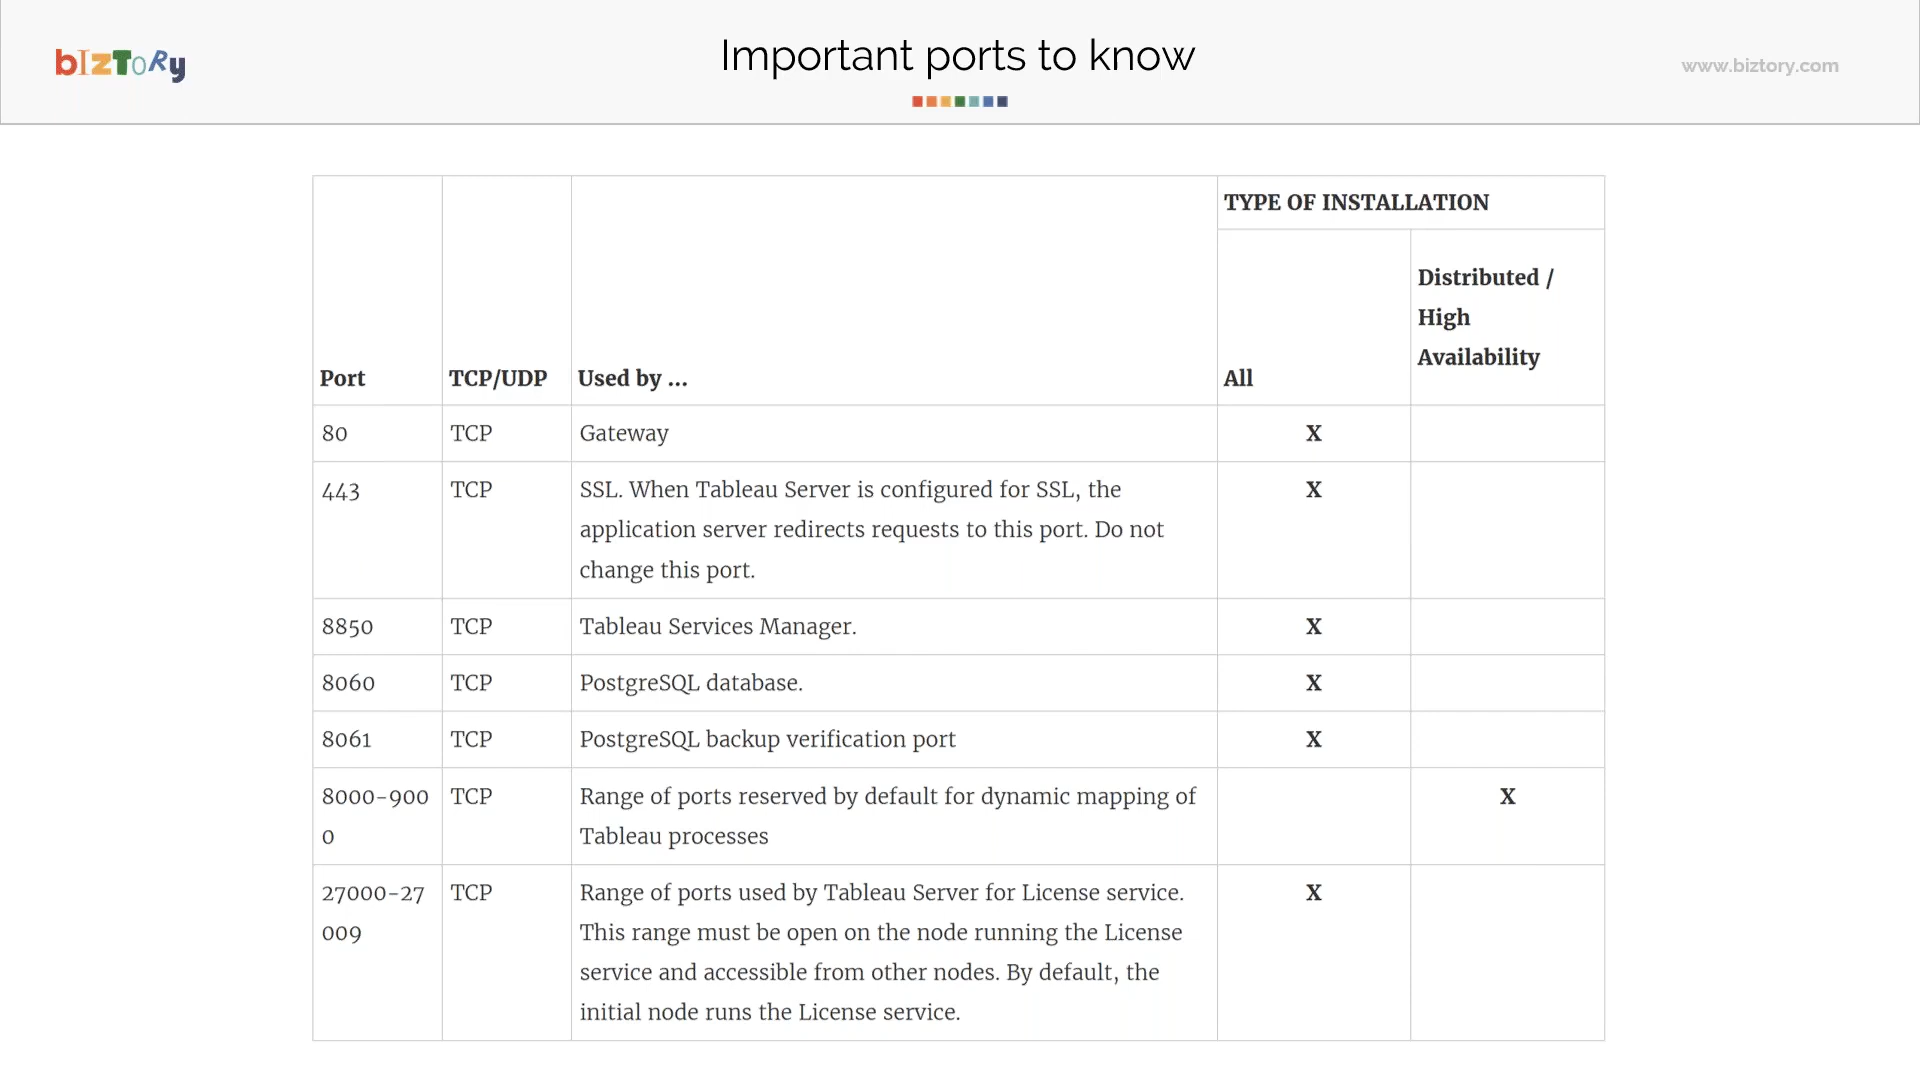 bIzToRy
Important ports to know
www.biztory.com
TYPE OF INSTALLATION
Port
TCP/UDP
Used by ...
All
Distributed /
High
Availability
80
TCP
Gateway
X
443
TCP
SSL. When Tableau Server is configured for SSL, the
application server redirects requests to this port. Do not
change this port.
X
8850
TCP
Tableau Services Manager.
X
8060
TCP
PostgreSQL database.
X
8061
TCP
PostgreSQL backup verification port
X
8000-900
0
TCP
Range of ports reserved by default for dynamic mapping of
Tableau processes
X
27000-27
009
TCP
Range of ports used by Tableau Server for License service.
This range must be open on the node running the License
service and accessible from other nodes. By default, the
initial node runs the License service.
X